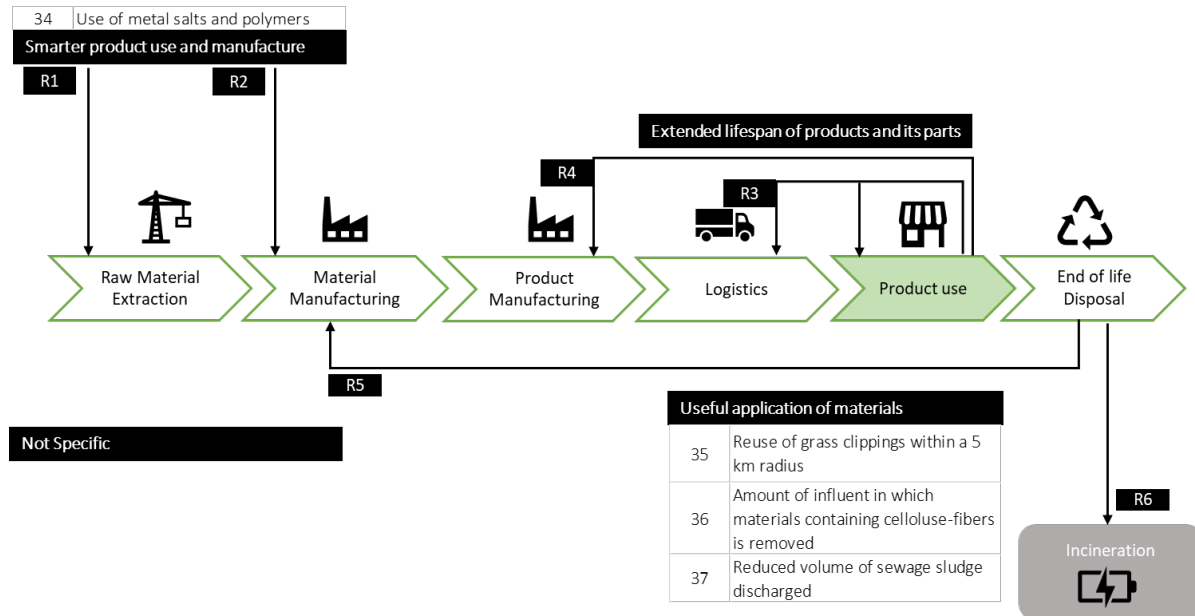 34 Use of metal salts and polymers
Smarter product use and manufacture
R1
R2
Extended lifespan of products and its parts
R4
R3
Raw Material
Extraction
Material
Manufacturing
Product
Manufacturing
Logistics
Product use
End of life
Disposal
R5
Not Specific
Useful application of materials
35 Reuse of grass clippings within a 5
km radius
36 Amount of influent in which
materials containing celloluse-fibers
is removed
37 Reduced volume of sewage sludge
discharged
R6
Incineration